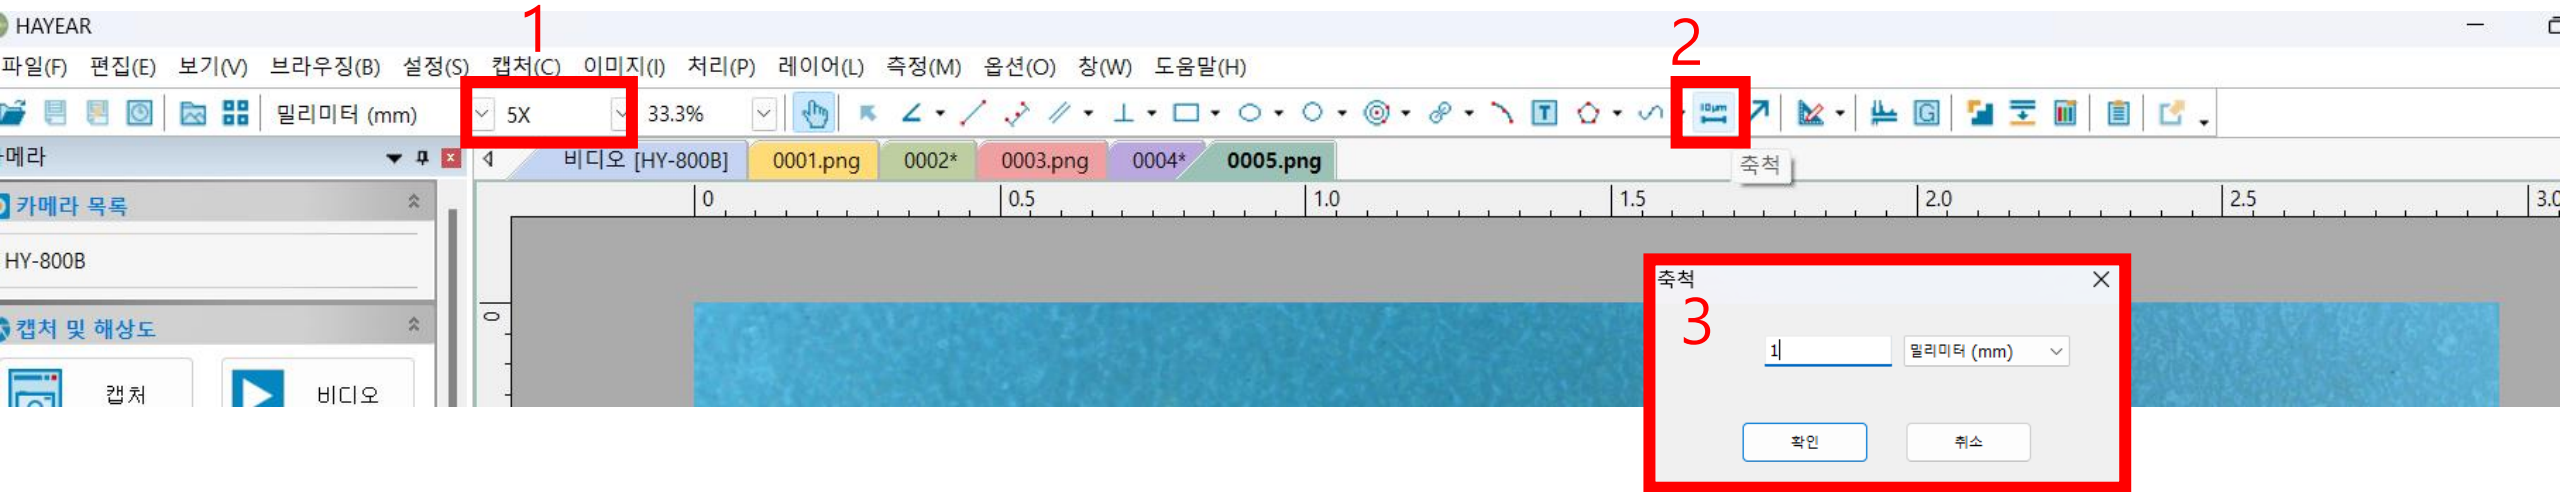 HAYEAR
1
2
파일(F) 편집(E) 보기(V) 브라우징(B) 설정(S) 캡처(C) 이미지(I) 처리(P) 레이어(L) 측정(M) 옵션(O) 창(W) 도움말(H)
밀리미터 (mm) 5X 33.3% T 10μm G
메라
비디오 [HY-800B] 0001.png 0002* 0003.png 0004* 0005.png
축척
카메라 목록
0 0.5 1.0 1.5 2.0 2.5 3.0
HY-800B
축척
3
캡처 및 해상도
0
1 밀리미터 (mm)
캡처 비디오
확인 취소